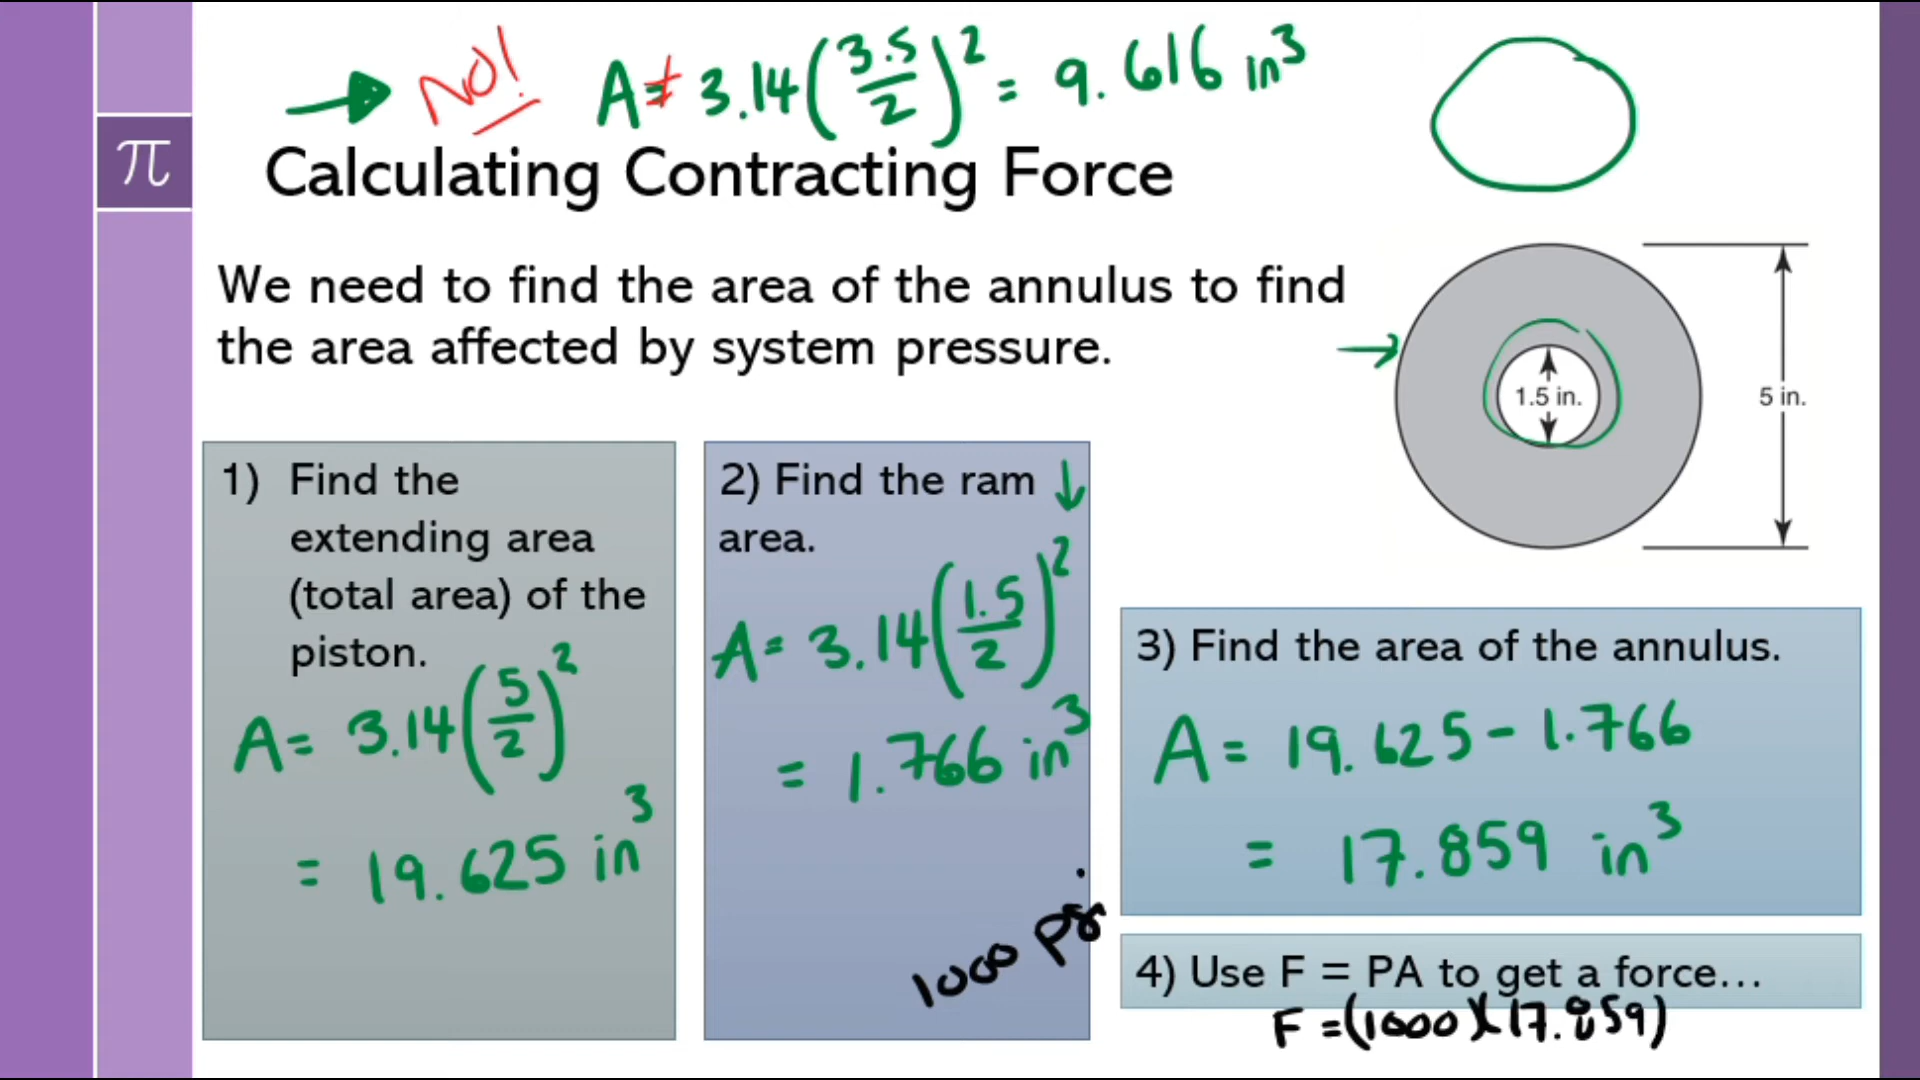 NO! A≠ 3.14(3.5/2)² = 9.616 in³
π
Calculating Contracting Force
We need to find the area of the annulus to find
the area affected by system pressure.
1.5 in.
5 in.
1) Find the
extending area
(total area) of the
piston.
A= 3.14(5/2)²
= 19.625 in³
2) Find the ram
area.
A= 3.14(1.5/2)²
= 1.766 in³
1000 psi
3) Find the area of the annulus.
A= 19.625 - 1.766
= 17.859 in³
4) Use F = PA to get a force…
F =(1000)(17.859)